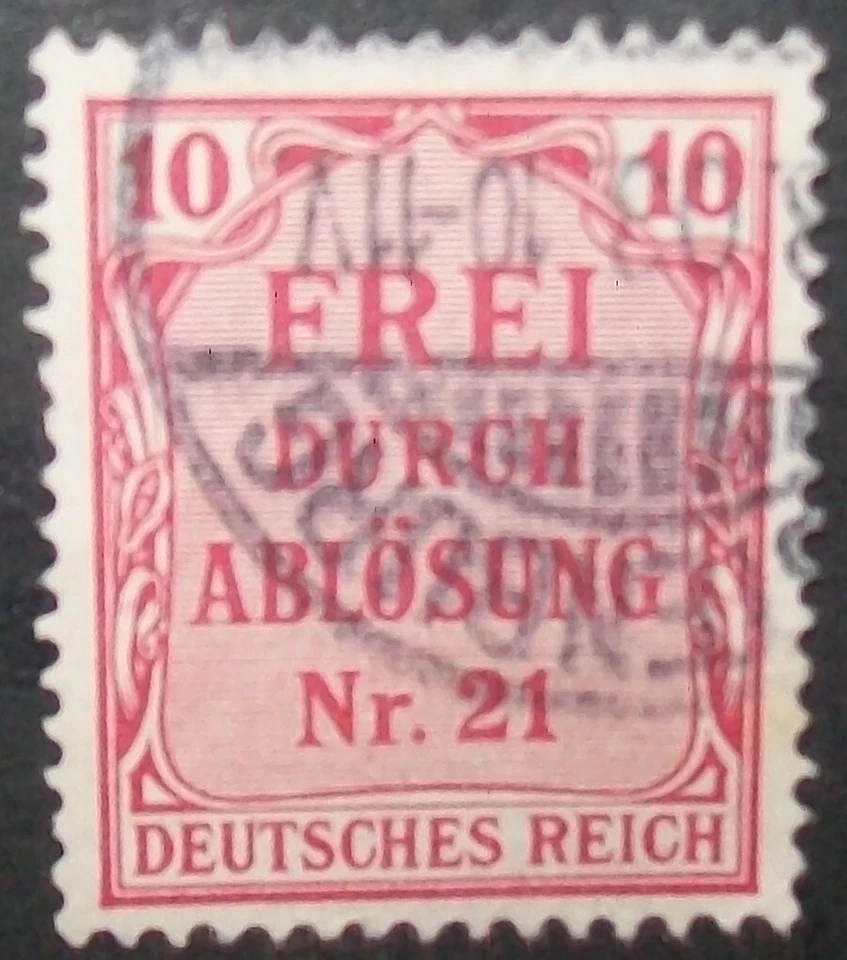 10 10
FREI
DURCH
ABLÖSUNG
Nr. 21
DEUTSCHES REICH